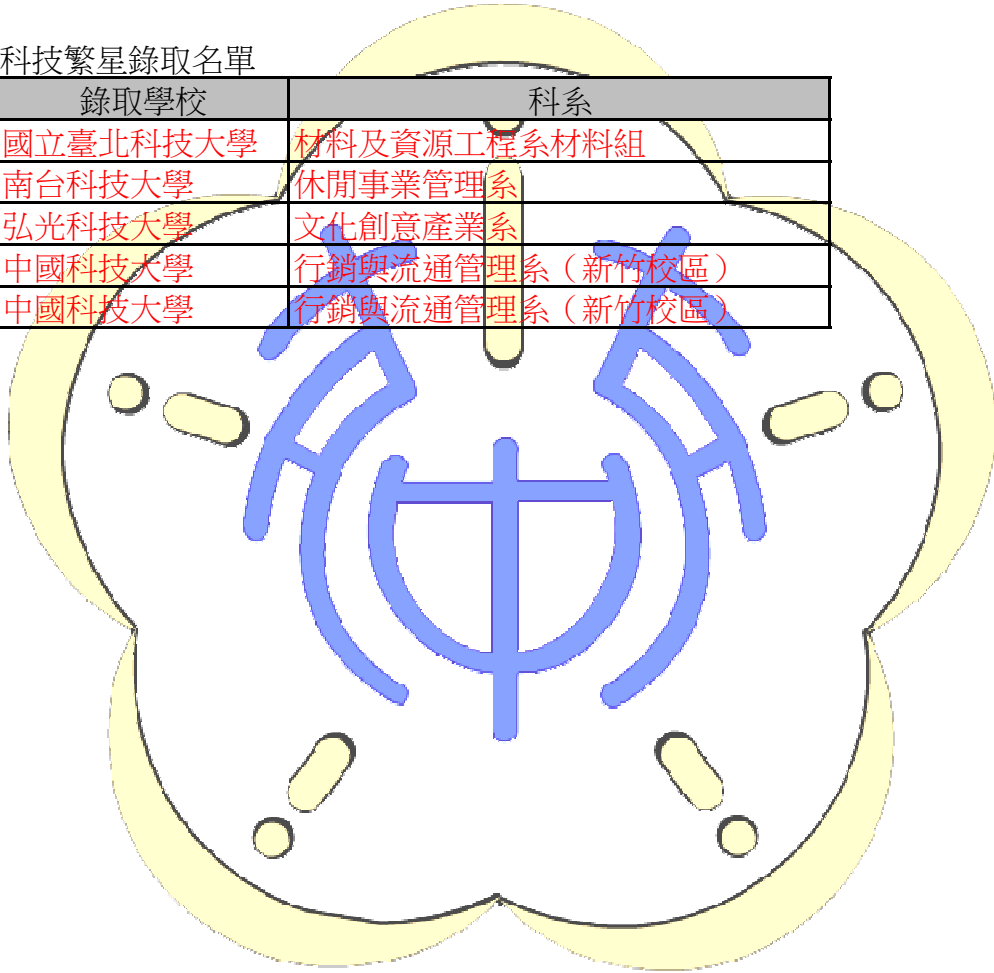 科技繁星錄取名單
錄取學校 科系
國立臺北科技大學 材料及資源工程系材料組
南台科技大學 休閒事業管理系
弘光科技大學 文化創意產業系
中國科技大學 行銷與流通管理系（新竹校區）
中國科技大學 行銷與流通管理系（新竹校區）